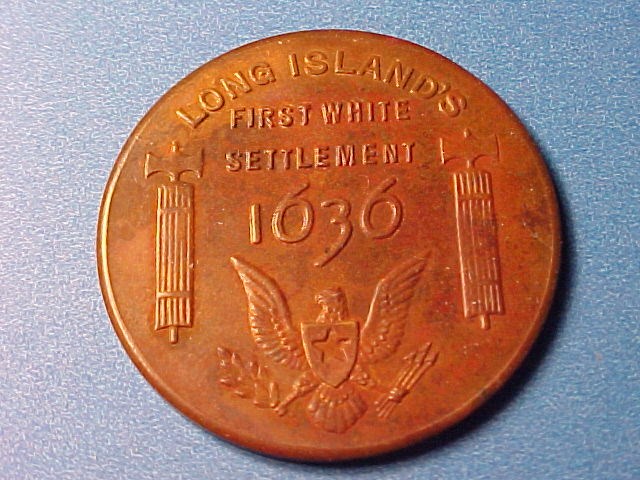 LONG ISLAND'S
FIRST WHITE
SETTLEMENT
1636